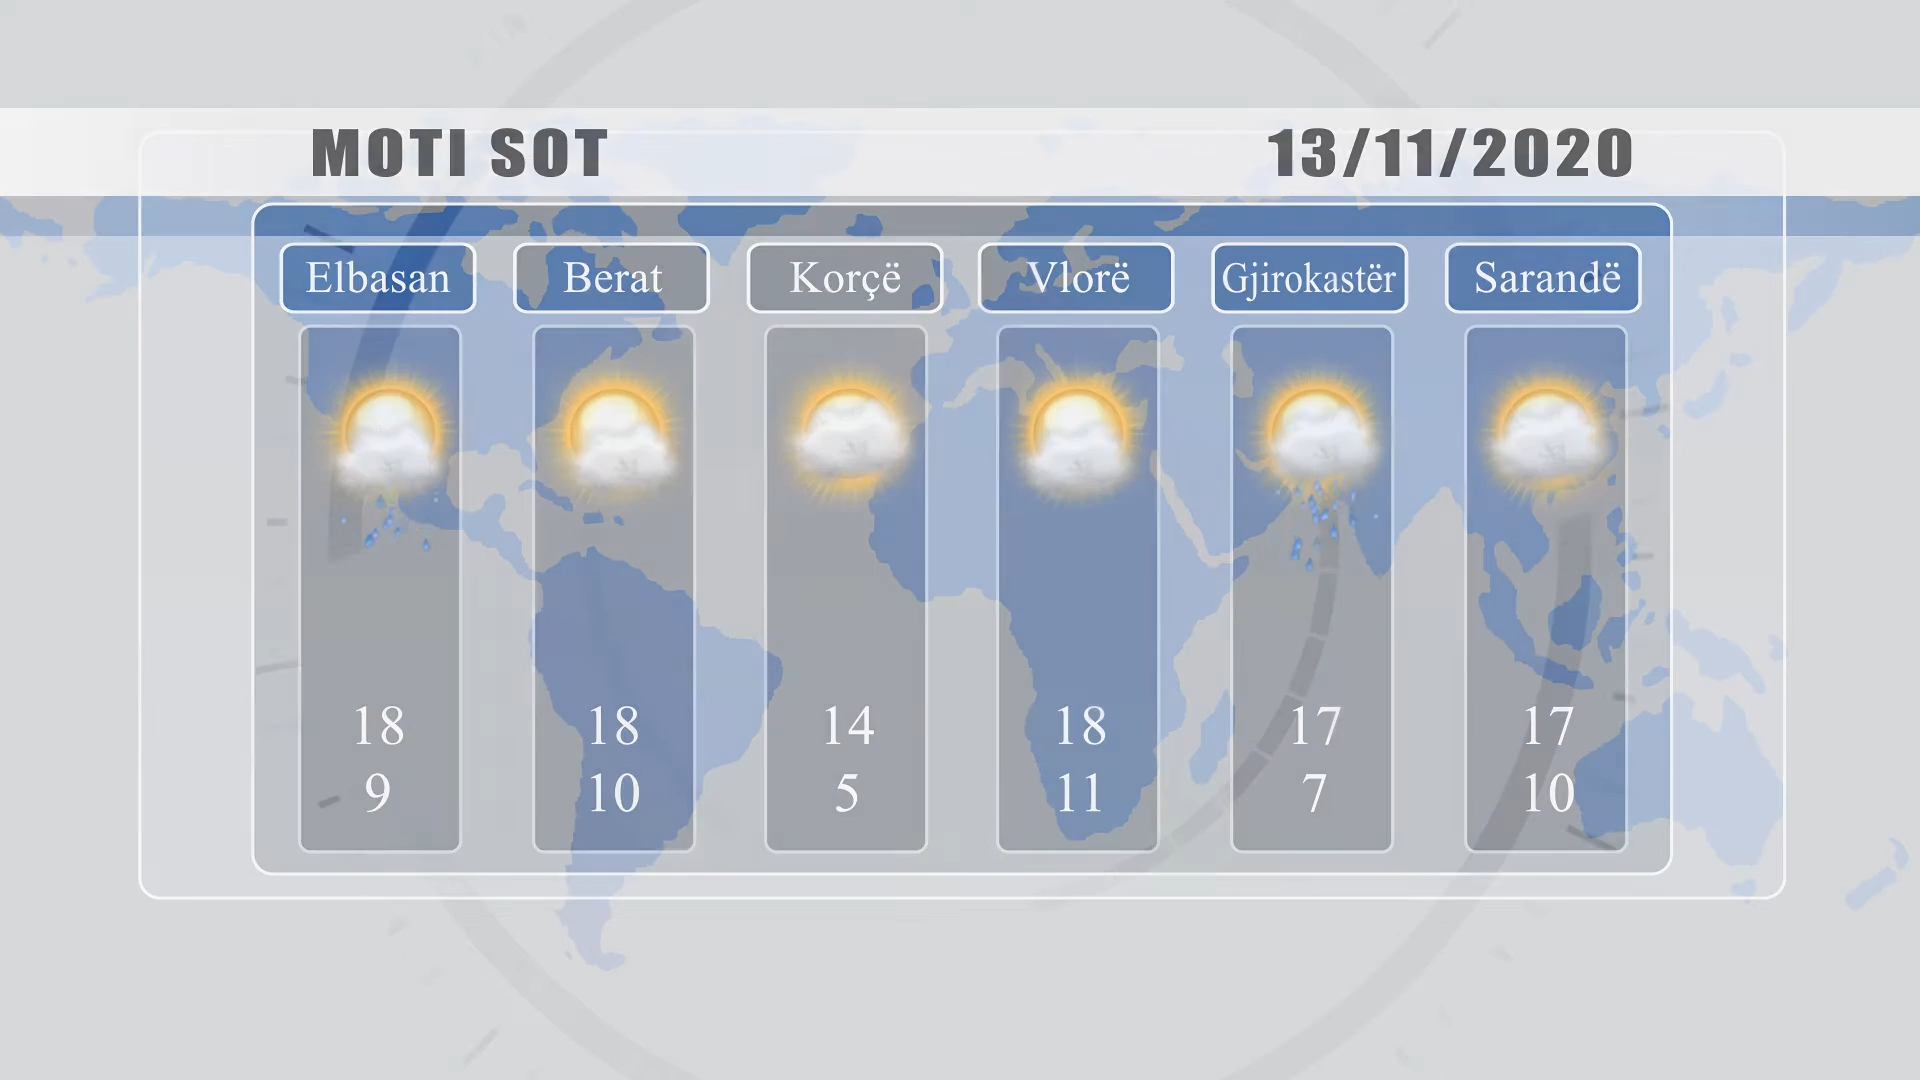 MOTI SOT 13/11/2020
Elbasan Berat Korçë Vlorë Gjirokastër Sarandë
18 18 14 18 17 17
9 10 5 11 7 10